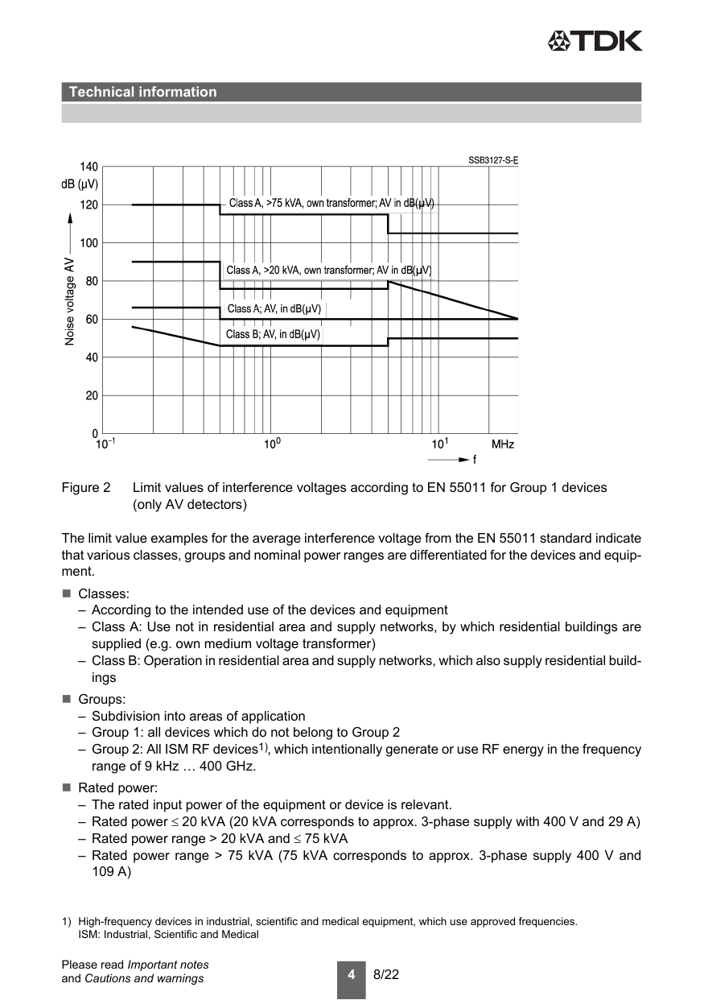 TDK
Technical information
SSB3127-S-E
140
dB (μV)
120
Class A, >75 kVA, own transformer; AV in dB(μV)
100
Class A, >20 kVA, own transformer; AV in dB(μV)
80
Class A; AV, in dB(μV)
60
Class B; AV, in dB(μV)
40
20
0
Noise voltage AV
10⁻¹ 10⁰ 10¹ MHz
f
Figure 2 Limit values of interference voltages according to EN 55011 for Group 1 devices
(only AV detectors)
The limit value examples for the average interference voltage from the EN 55011 standard indicate
that various classes, groups and nominal power ranges are differentiated for the devices and equip-
ment.
■ Classes:
– According to the intended use of the devices and equipment
– Class A: Use not in residential area and supply networks, by which residential buildings are
supplied (e.g. own medium voltage transformer)
– Class B: Operation in residential area and supply networks, which also supply residential build-
ings
■ Groups:
– Subdivision into areas of application
– Group 1: all devices which do not belong to Group 2
– Group 2: All ISM RF devices1), which intentionally generate or use RF energy in the frequency
range of 9 kHz … 400 GHz.
■ Rated power:
– The rated input power of the equipment or device is relevant.
– Rated power ≤ 20 kVA (20 kVA corresponds to approx. 3-phase supply with 400 V and 29 A)
– Rated power range > 20 kVA and ≤ 75 kVA
– Rated power range > 75 kVA (75 kVA corresponds to approx. 3-phase supply 400 V and
109 A)
1) High-frequency devices in industrial, scientific and medical equipment, which use approved frequencies.
ISM: Industrial, Scientific and Medical
Please read Important notes
and Cautions and warnings
4 8/22